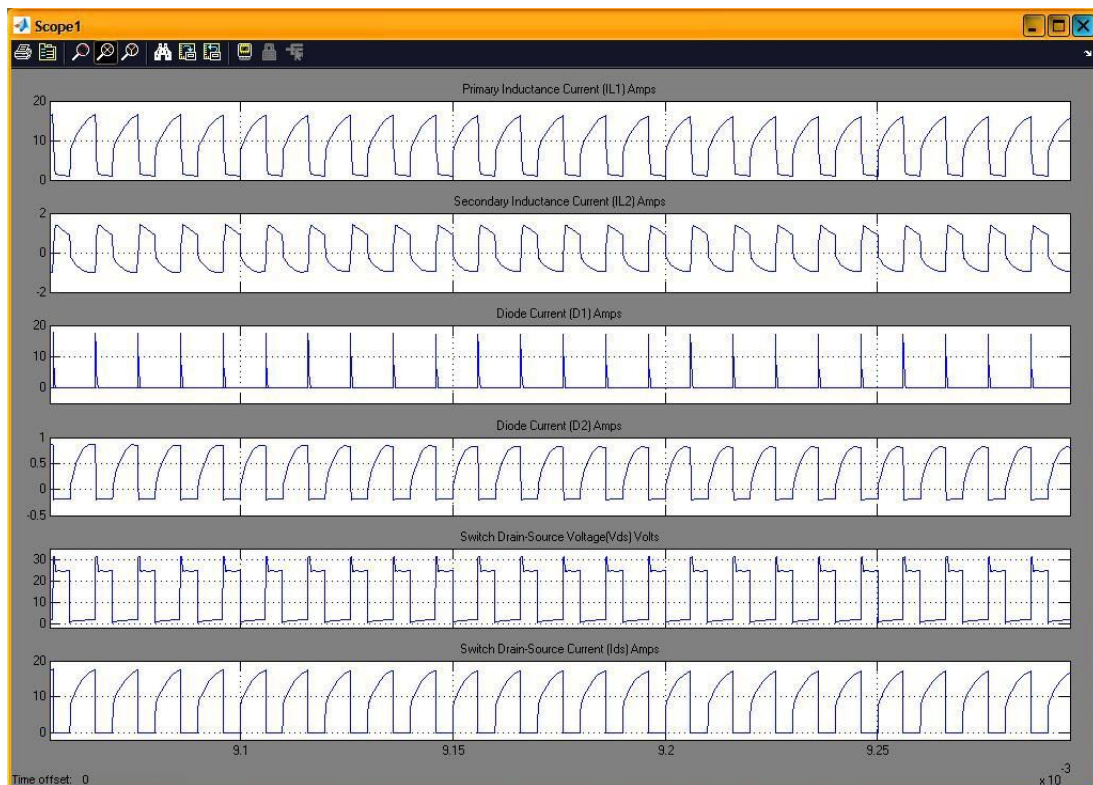 Scope1
Primary Inductance Current (IL1) Amps
20
10
0
Secondary Inductance Current (IL2) Amps
2
0
-2
Diode Current (D1) Amps
20
10
0
Diode Current (D2) Amps
1
0.5
0
-0.5
Switch Drain-Source Voltage(Vds) Volts
30
20
10
0
Switch Drain-Source Current (Ids) Amps
20
10
0
9.1 9.15 9.2 9.25
Time offset: 0
x 10 -3